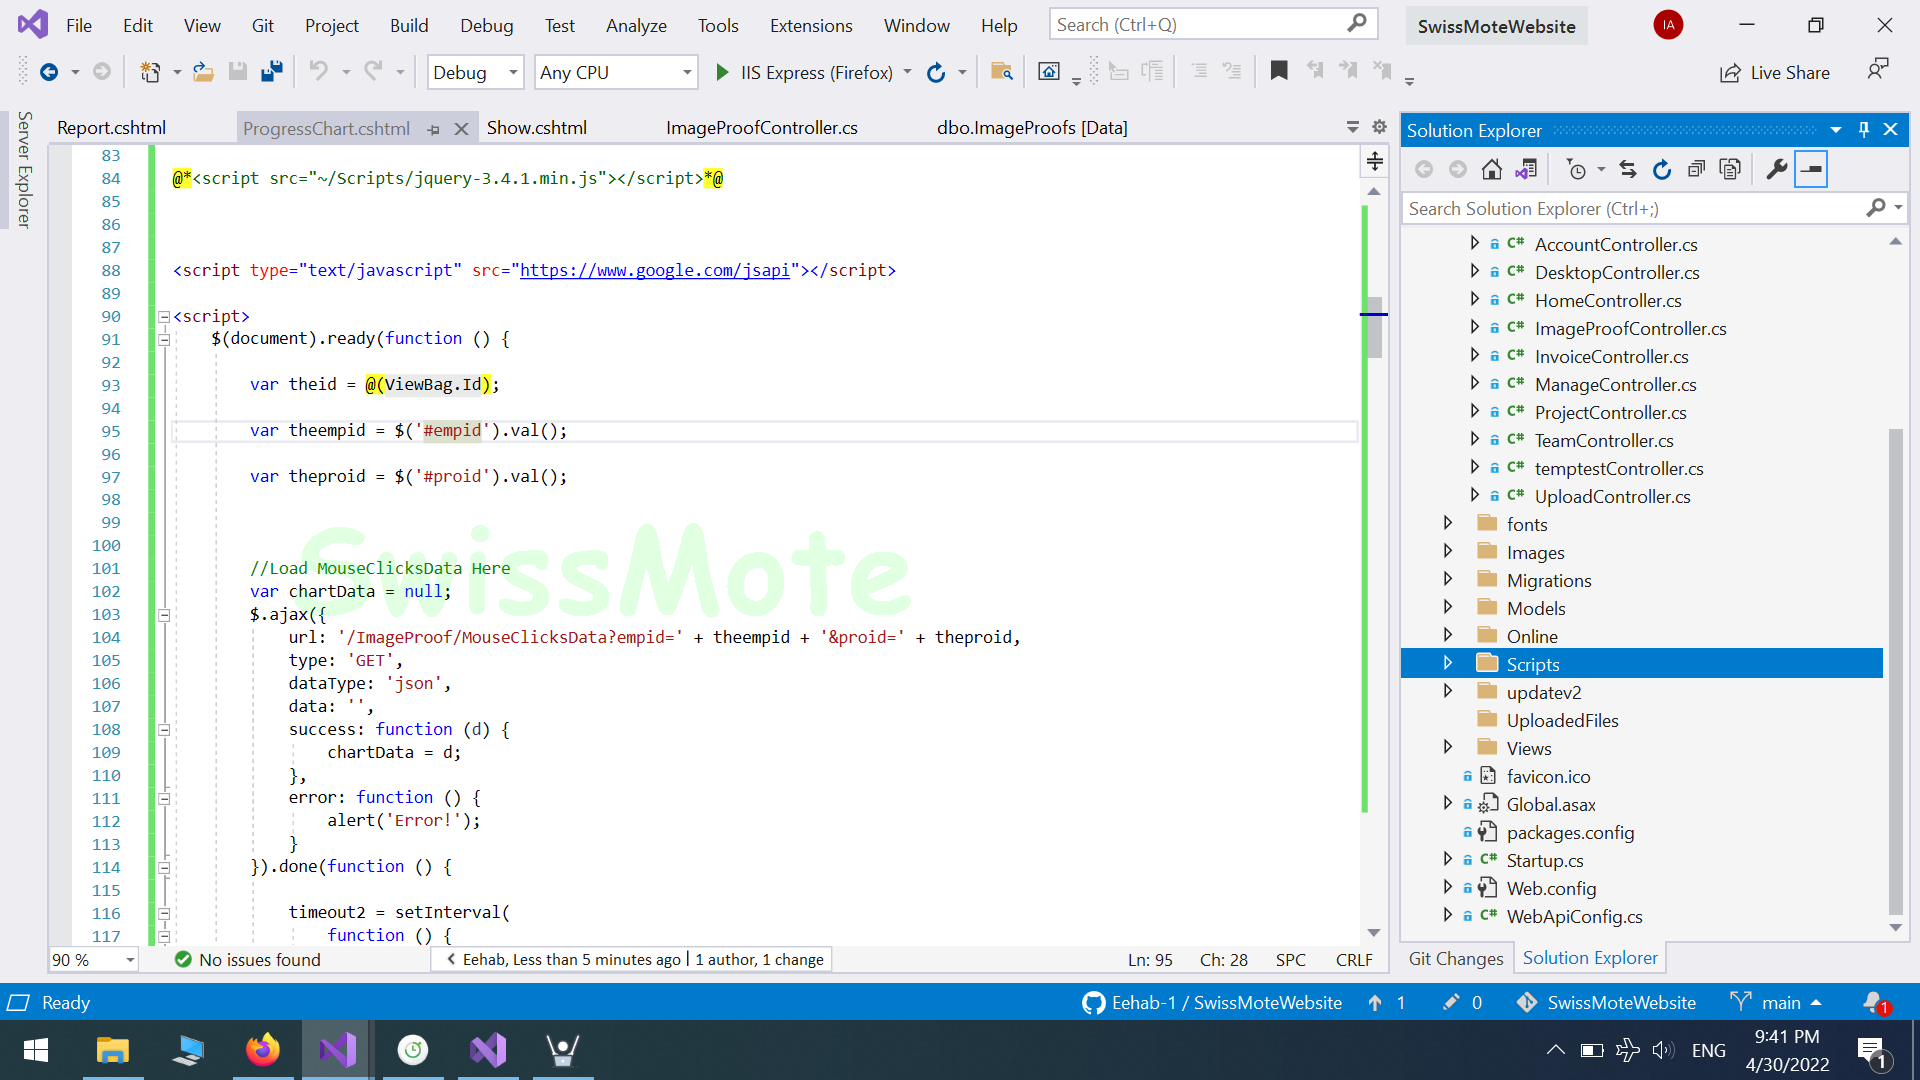 File Edit View Git Project Build Debug Test Analyze Tools Extensions Window Help Search (Ctrl+Q) SwissMoteWebsite IA
Debug Any CPU IIS Express (Firefox) Live Share
Server Explorer
Report.cshtml ProgressChart.cshtml Show.cshtml ImageProofController.cs dbo.ImageProofs [Data]
83
84 @*<script src="~/Scripts/jquery-3.4.1.min.js"></script>*@
85
86
87
88 <script type="text/javascript" src="https://www.google.com/jsapi"></script>
89
90 <script>
91 $(document).ready(function () {
92
93 var theid = @(ViewBag.Id);
94
95 var theempid = $('#empid').val();
96
97 var theproid = $('#proid').val();
98
99
100
101 //Load MouseClicksData Here
102 var chartData = null;
103 $.ajax({
104 url: '/ImageProof/MouseClicksData?empid=' + theempid + '&proid=' + theproid,
105 type: 'GET',
106 dataType: 'json',
107 data: '',
108 success: function (d) {
109 chartData = d;
110 },
111 error: function () {
112 alert('Error!');
113 }
114 }).done(function () {
115
116 timeout2 = setInterval(
117 function () {
SwissMote
90 % No issues found Eehab, Less than 5 minutes ago | 1 author, 1 change Ln: 95 Ch: 28 SPC CRLF
Solution Explorer
Search Solution Explorer (Ctrl+;)
C# AccountController.cs
C# DesktopController.cs
C# HomeController.cs
C# ImageProofController.cs
C# InvoiceController.cs
C# ManageController.cs
C# ProjectController.cs
C# TeamController.cs
C# temptestController.cs
C# UploadController.cs
fonts
Images
Migrations
Models
Online
Scripts
updatev2
UploadedFiles
Views
favicon.ico
Global.asax
packages.config
C# Startup.cs
Web.config
C# WebApiConfig.cs
Git Changes Solution Explorer
Ready Eehab-1 / SwissMoteWebsite 1 0 SwissMoteWebsite main 1
ENG 9:41 PM
4/30/2022 1